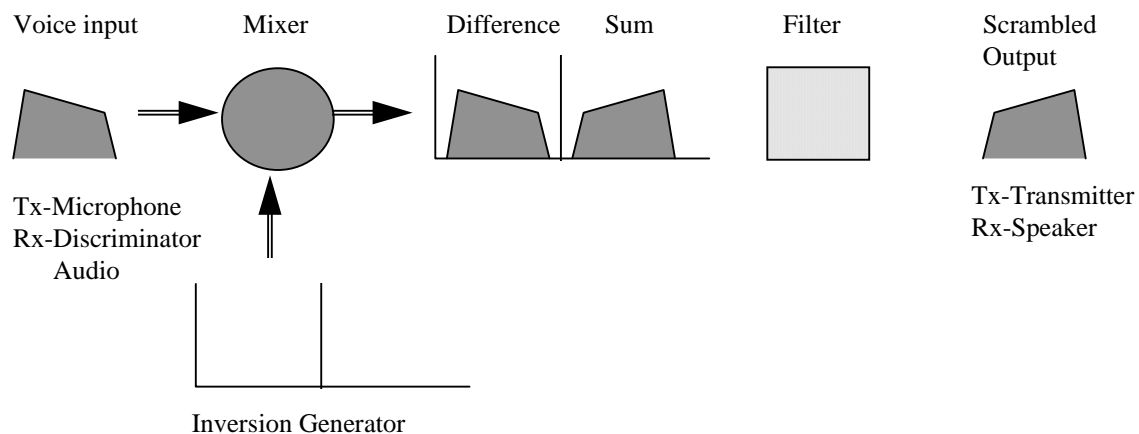 Voice input
Mixer
Difference
Sum
Filter
Scrambled
Output
Tx-Microphone
Rx-Discriminator
Audio
Tx-Transmitter
Rx-Speaker
Inversion Generator